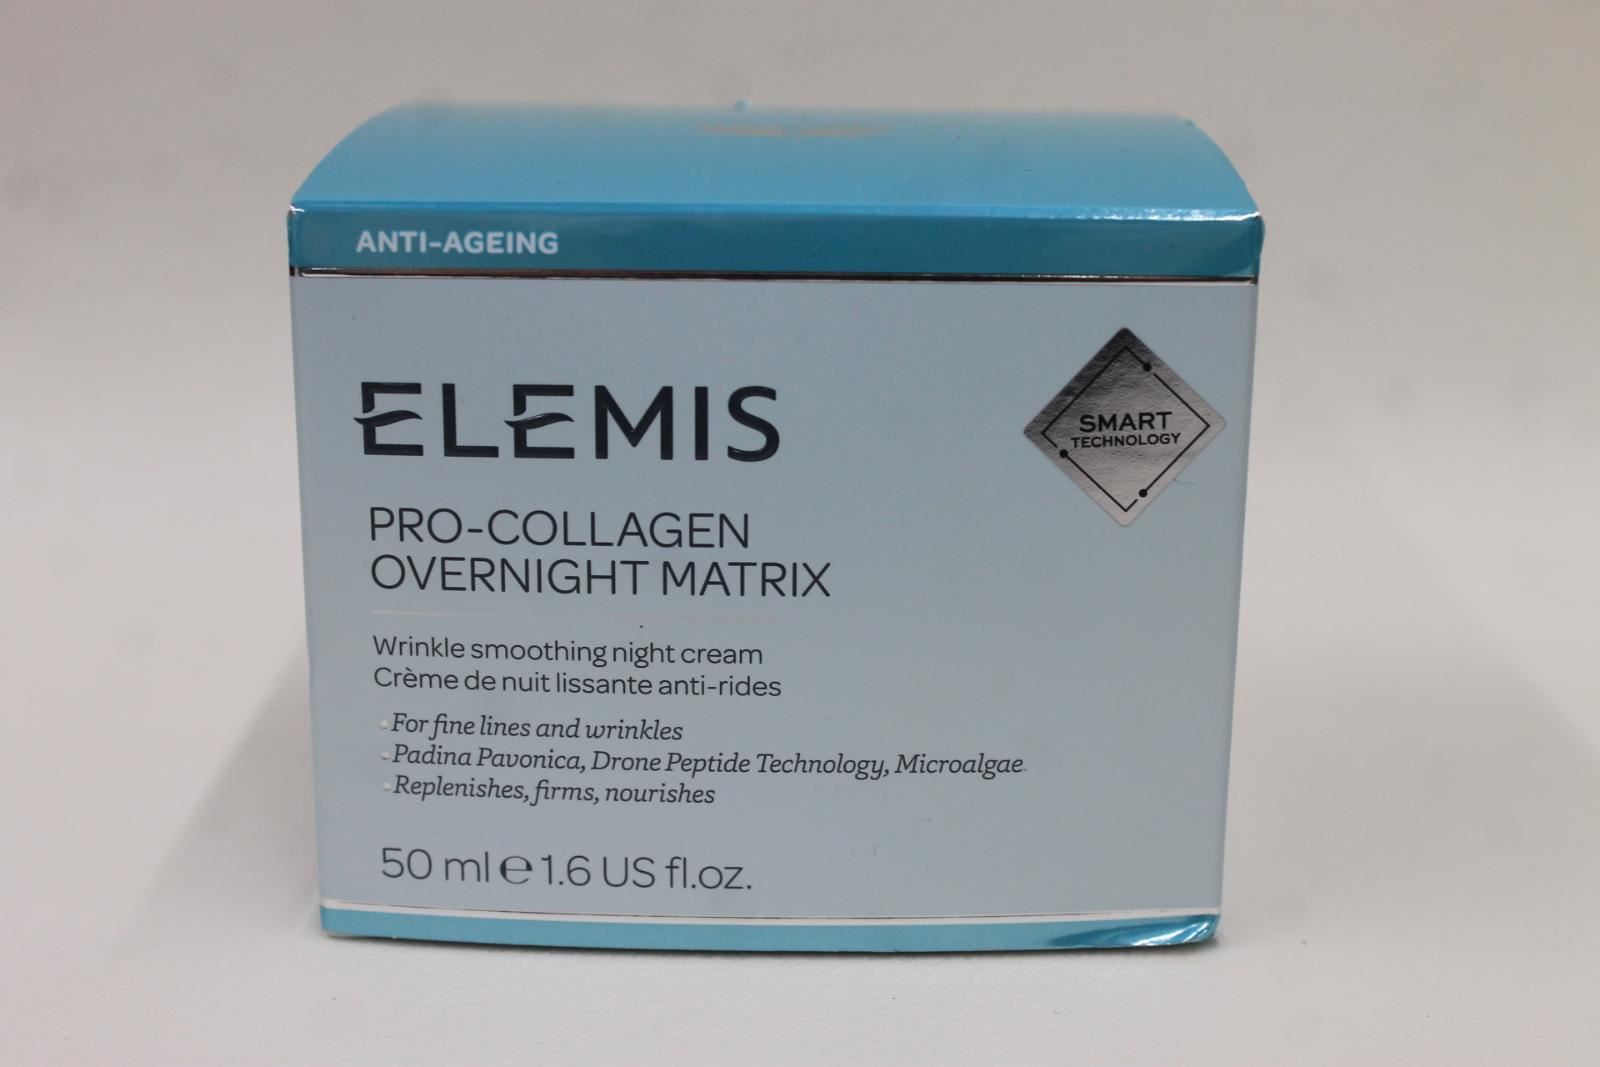 ANTI-AGEING
ELEMIS
SMART
TECHNOLOGY
PRO-COLLAGEN
OVERNIGHT MATRIX
Wrinkle smoothing night cream
Crème de nuit lissante anti-rides
• For fine lines and wrinkles
• Padina Pavonica, Drone Peptide Technology, Microalgae
• Replenishes, firms, nourishes
50 ml ℮ 1.6 US fl.oz.